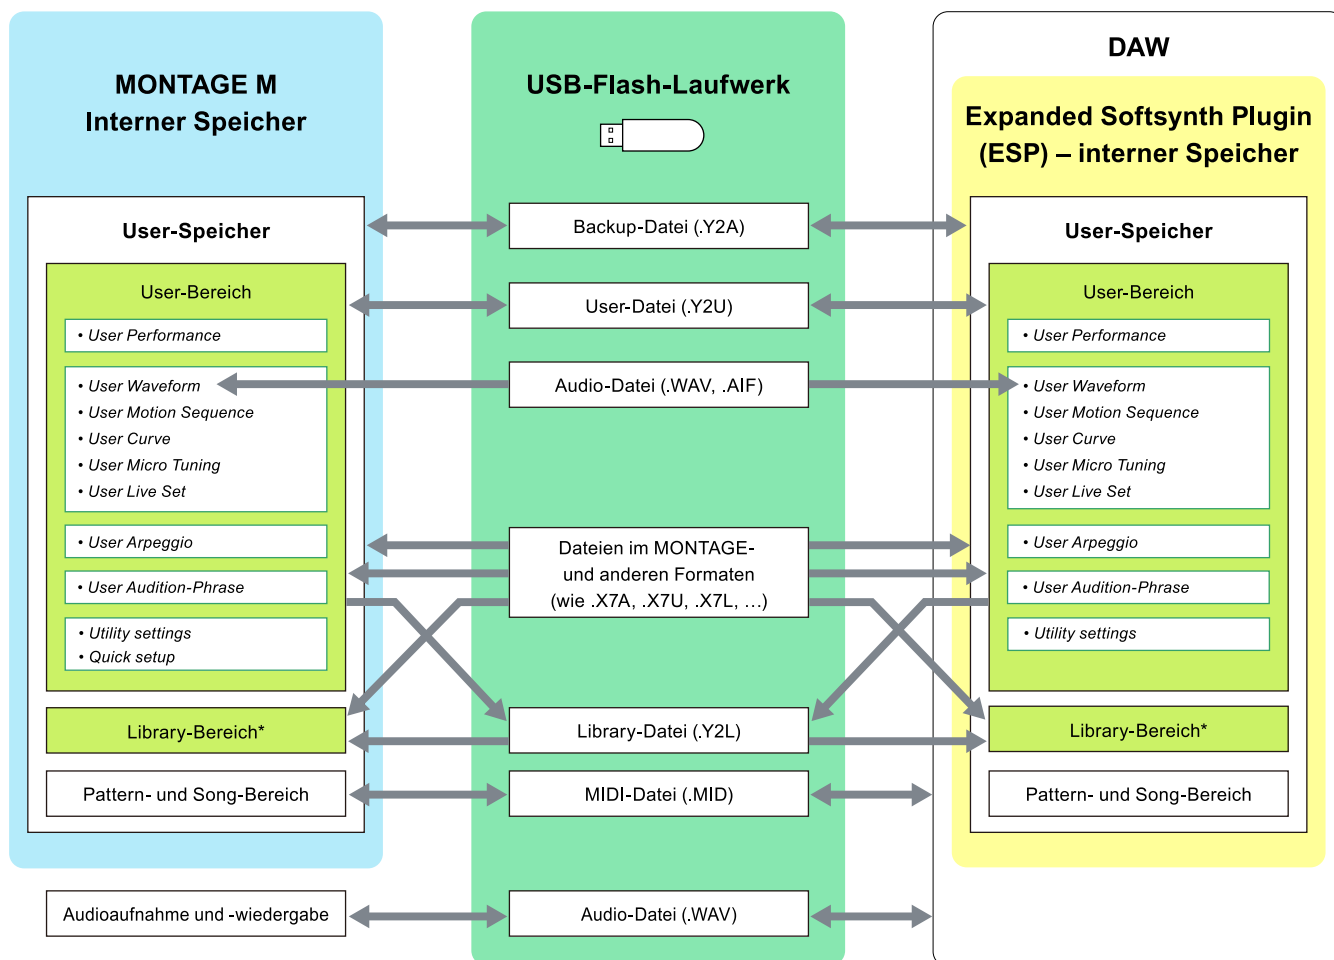 MONTAGE M
Interner Speicher
User-Speicher
User-Bereich
• User Performance
• User Waveform
• User Motion Sequence
• User Curve
• User Micro Tuning
• User Live Set
• User Arpeggio
• User Audition-Phrase
• Utility settings
• Quick setup
Library-Bereich*
Pattern- und Song-Bereich
Audioaufnahme und -wiedergabe
USB-Flash-Laufwerk
Backup-Datei (.Y2A)
User-Datei (.Y2U)
Audio-Datei (.WAV, .AIF)
Dateien im MONTAGE-
und anderen Formaten
(wie .X7A, .X7U, .X7L, ...)
Library-Datei (.Y2L)
MIDI-Datei (.MID)
Audio-Datei (.WAV)
DAW
Expanded Softsynth Plugin
(ESP) – interner Speicher
User-Speicher
User-Bereich
• User Performance
• User Waveform
• User Motion Sequence
• User Curve
• User Micro Tuning
• User Live Set
• User Arpeggio
• User Audition-Phrase
• Utility settings
Library-Bereich*
Pattern- und Song-Bereich